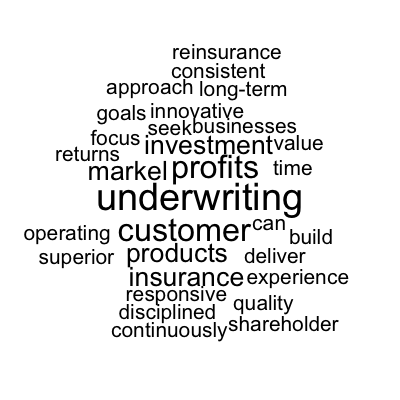 reinsurance
consistent
approach long-term
goals innovative
focus seek businesses
returns investment value
markel profits time
underwriting
operating customer can build
superior products deliver
insurance experience
responsive quality
disciplined
continuously shareholder